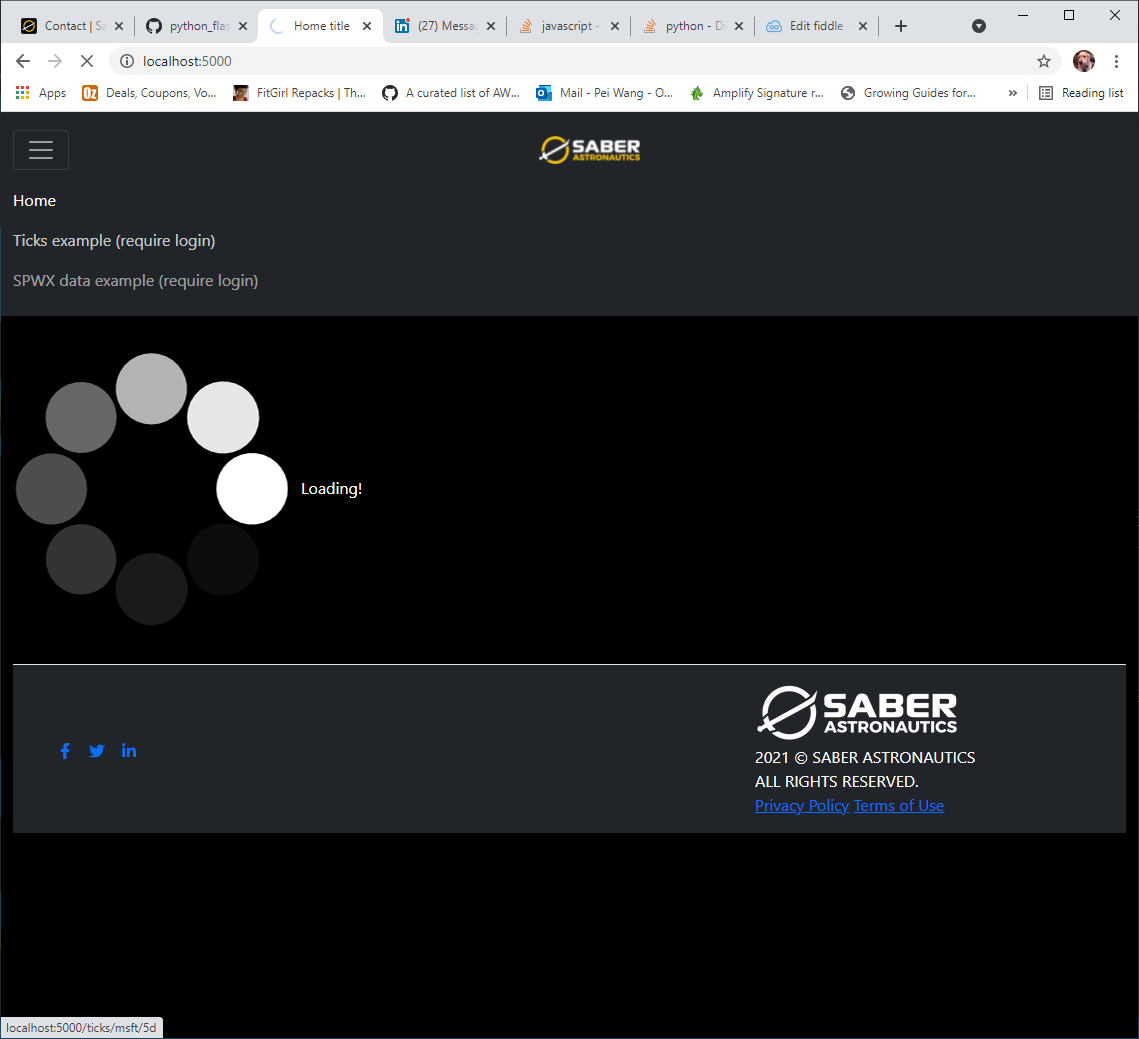 Contact | Sa
python_flas
Home title
(27) Messag
javascript -
python - Di
Edit fiddle -
localhost:5000
Apps
Deals, Coupons, Vo...
FitGirl Repacks | Th...
A curated list of AW...
Mail - Pei Wang - O...
Amplify Signature r...
Growing Guides for...
»
Reading list
SABER
ASTRONAUTICS
Home
Ticks example (require login)
SPWX data example (require login)
Loading!
SABER
ASTRONAUTICS
2021 © SABER ASTRONAUTICS
ALL RIGHTS RESERVED.
Privacy Policy Terms of Use
localhost:5000/ticks/msft/5d